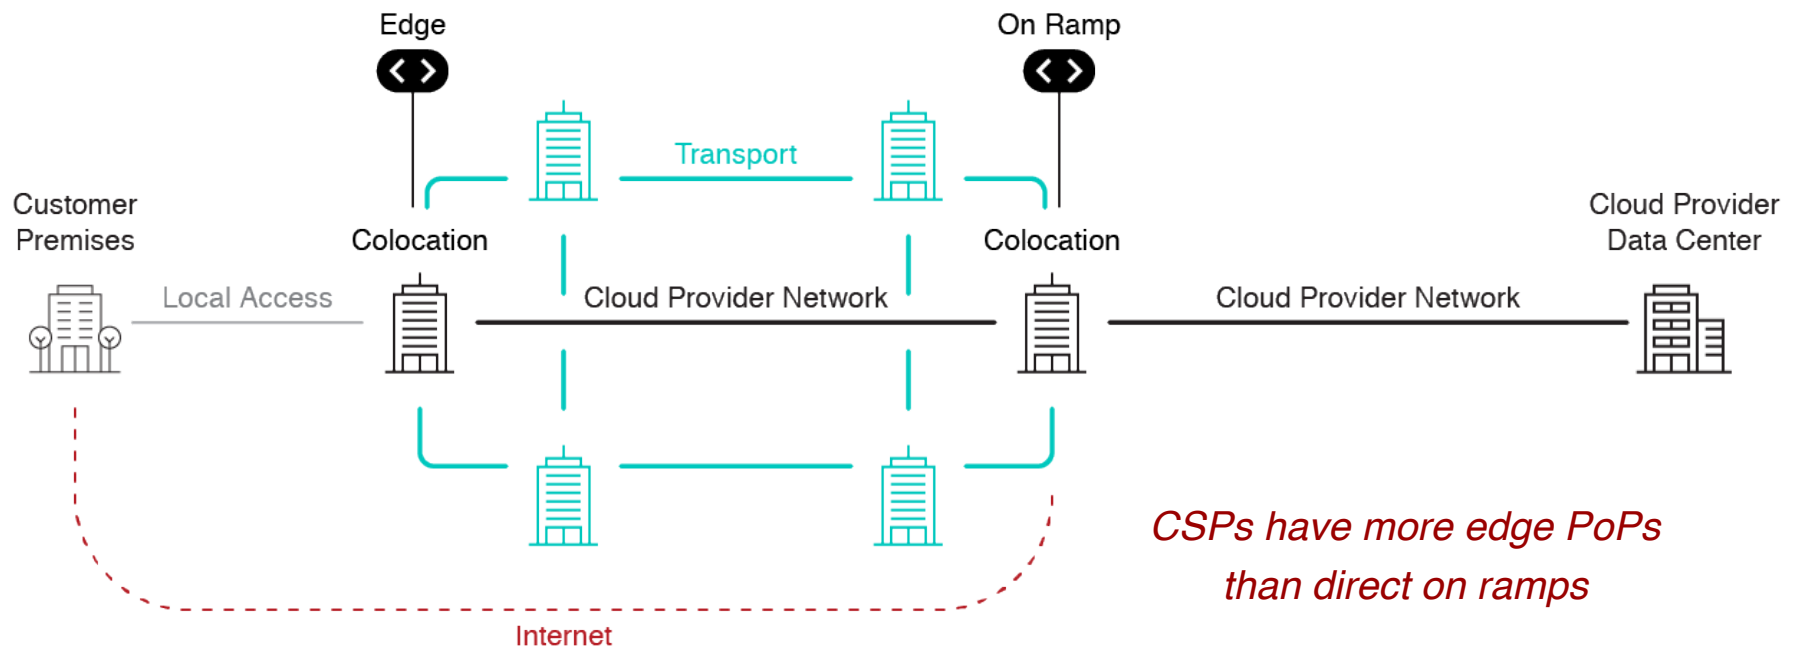 Edge
On Ramp
Transport
Customer
Premises
Colocation
Colocation
Cloud Provider
Data Center
Local Access
Cloud Provider Network
Cloud Provider Network
CSPs have more edge PoPs
than direct on ramps
Internet